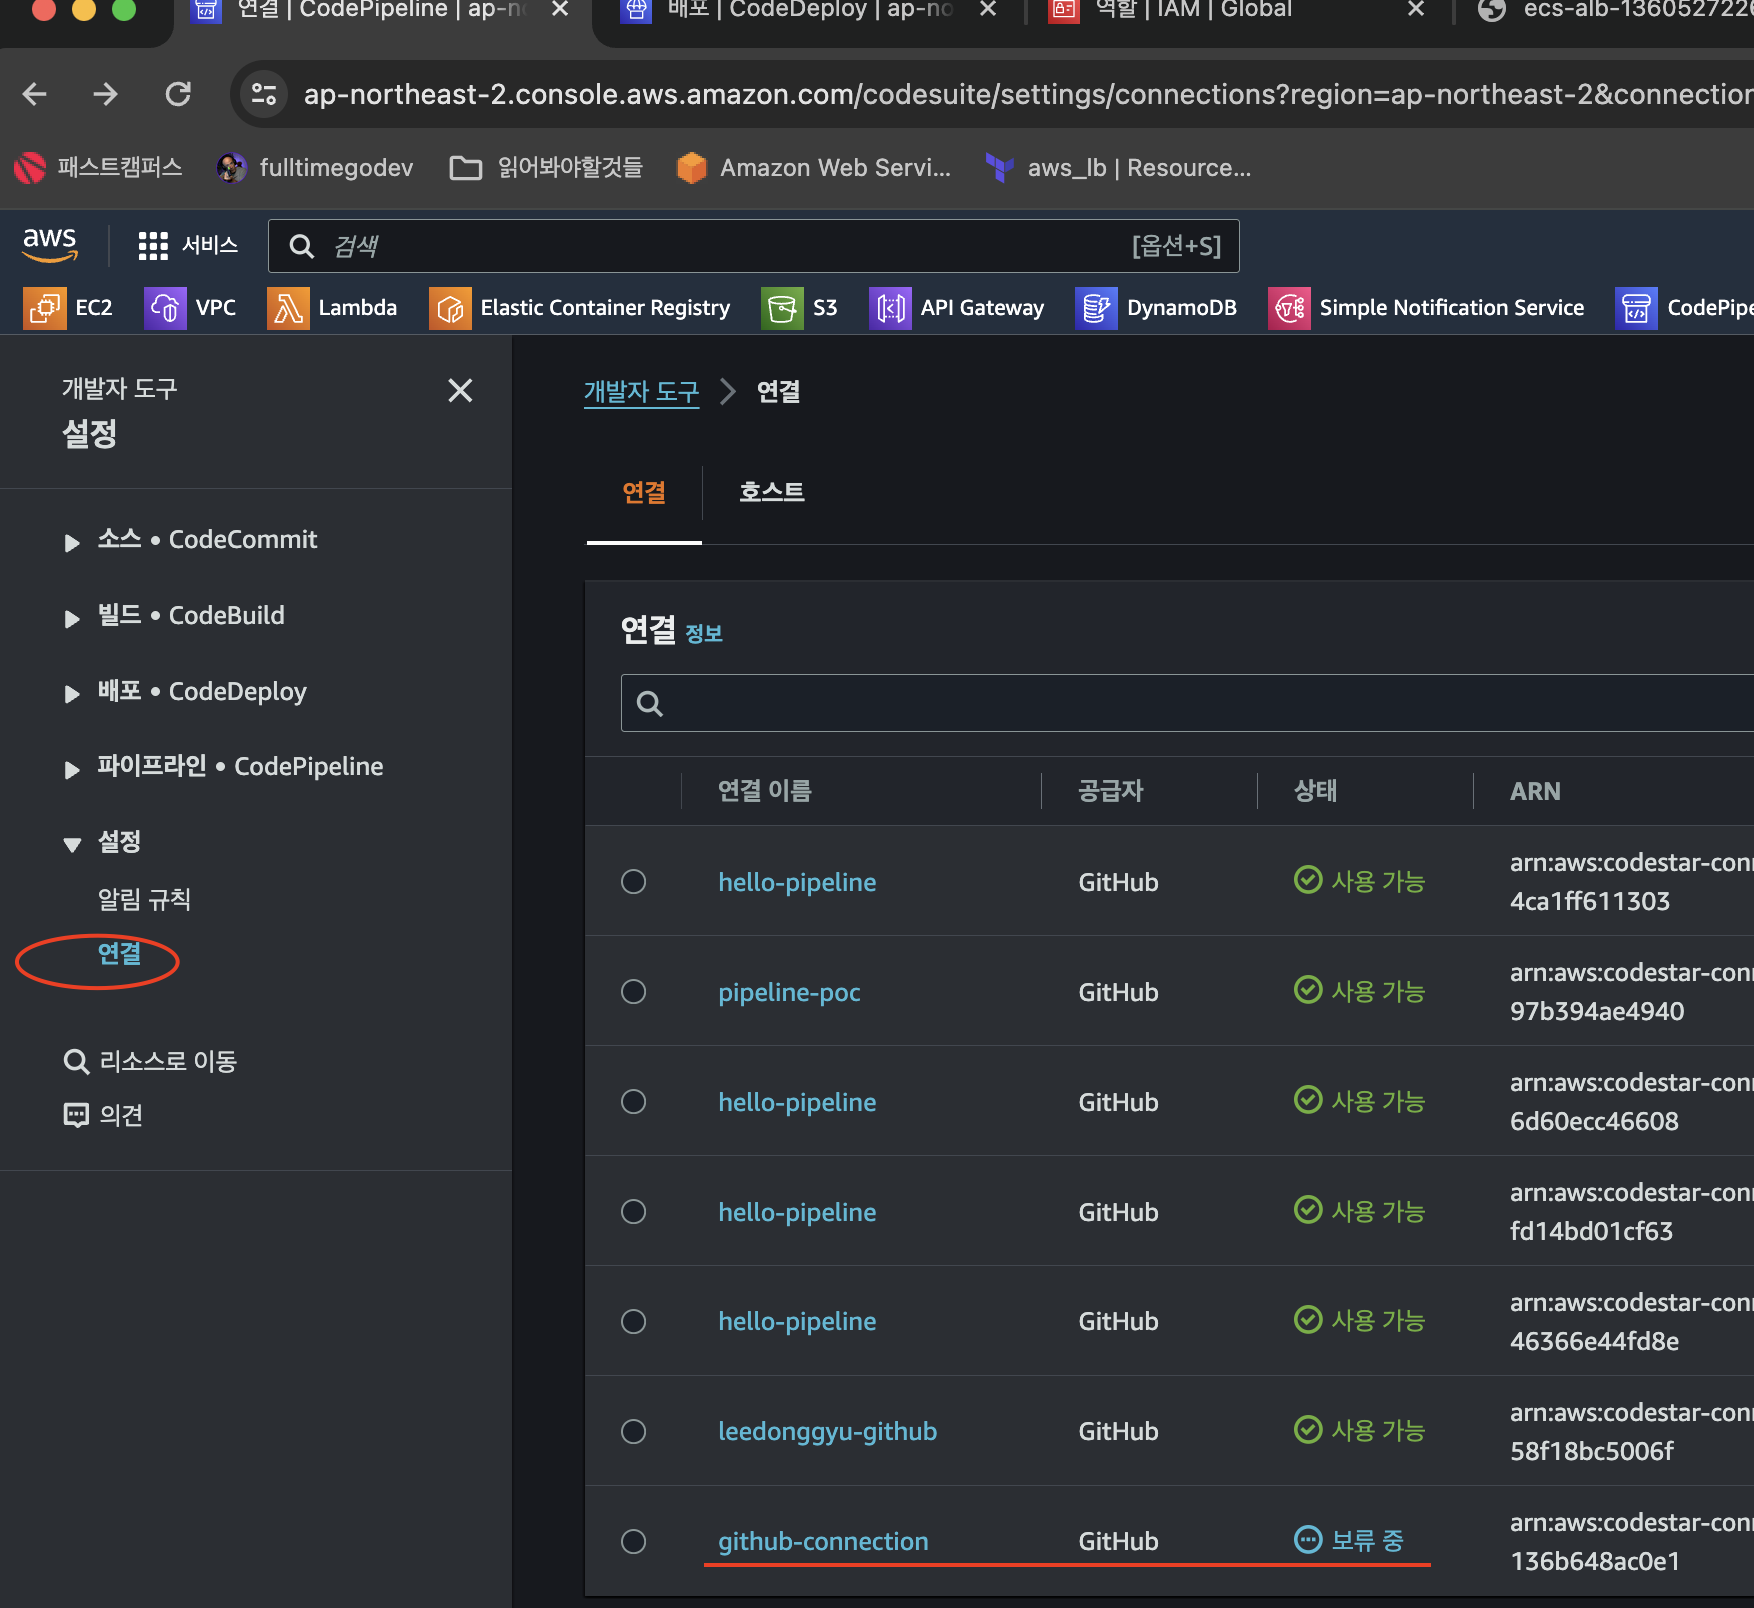 연결 | CodePipeline | ap-no
배포 | CodeDeploy | ap-no
역할 | IAM | Global
ecs-alb-1360527226
ap-northeast-2.console.aws.amazon.com/codesuite/settings/connections?region=ap-northeast-2&connection
패스트캠퍼스
fulltimegodev
읽어봐야할것들
Amazon Web Servi...
aws_lb | Resource...
aws
서비스
검색
[옵션+S]
EC2
VPC
Lambda
Elastic Container Registry
S3
API Gateway
DynamoDB
Simple Notification Service
CodePipe
개발자 도구
설정
소스 • CodeCommit
빌드 • CodeBuild
배포 • CodeDeploy
파이프라인 • CodePipeline
설정
알림 규칙
연결
리소스로 이동
의견
개발자 도구 > 연결
연결
호스트
연결 정보
연결 이름
공급자
상태
ARN
hello-pipeline
GitHub
사용 가능
arn:aws:codestar-conn
4ca1ff611303
pipeline-poc
GitHub
사용 가능
arn:aws:codestar-conn
97b394ae4940
hello-pipeline
GitHub
사용 가능
arn:aws:codestar-conn
6d60ecc46608
hello-pipeline
GitHub
사용 가능
arn:aws:codestar-conn
fd14bd01cf63
hello-pipeline
GitHub
사용 가능
arn:aws:codestar-conn
46366e44fd8e
leedonggyu-github
GitHub
사용 가능
arn:aws:codestar-conn
58f18bc5006f
github-connection
GitHub
보류 중
arn:aws:codestar-conn
136b648ac0e1